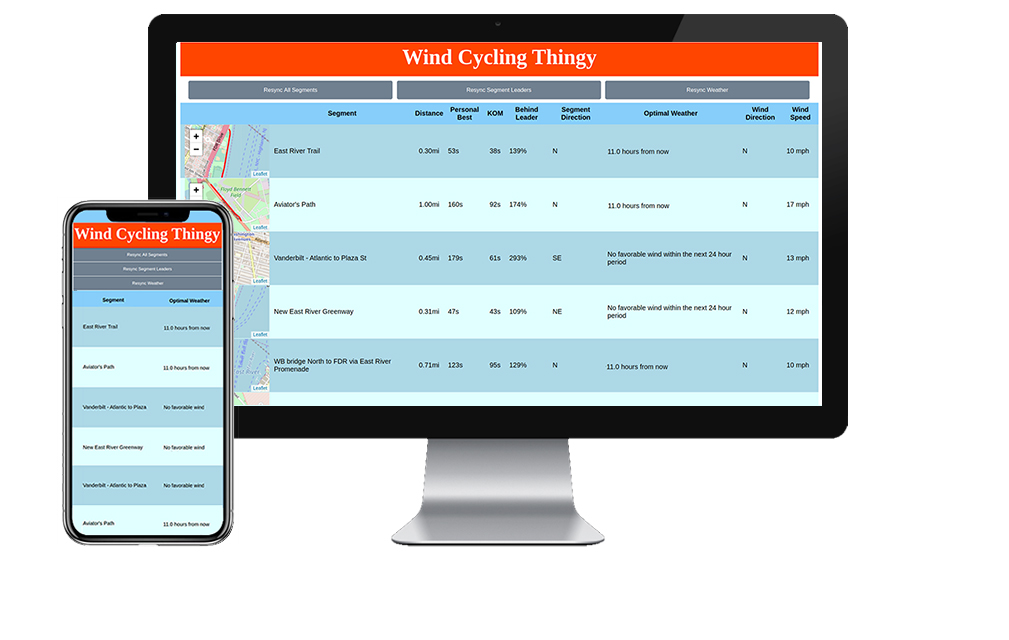 Wind Cycling Thingy
Resync All Segments Resync Segment Leaders Resync Weather
Segment Distance Personal Best KOM Behind Leader Segment Direction Optimal Weather Wind Direction Wind Speed
+
−
Leaflet
East River Trail 0.30mi 53s 38s 139% N 11.0 hours from now N 10 mph
+
Floyd Bennett
Field
Leaflet
Aviator's Path 1.00mi 160s 92s 174% N 11.0 hours from now N 17 mph
Leaflet
Vanderbilt - Atlantic to Plaza St 0.45mi 179s 61s 293% SE No favorable wind within the next 24 hour
period
N 13 mph
Leaflet
New East River Greenway 0.31mi 47s 43s 109% NE No favorable wind within the next 24 hour
period
N 12 mph
Leaflet
WB bridge North to FDR via East River
Promenade
0.71mi 123s 95s 129% N 11.0 hours from now N 10 mph
Wind Cycling Thingy
Resync All Segments
Resync Segment Leaders
Resync Weather
Segment Optimal Weather
East River Trail 11.0 hours from now
Aviator's Path 11.0 hours from now
Vanderbilt - Atlantic to Plaza No favorable wind
New East River Greenway No favorable wind
Vanderbilt - Atlantic to Plaza No favorable wind
Aviator's Path 11.0 hours from now